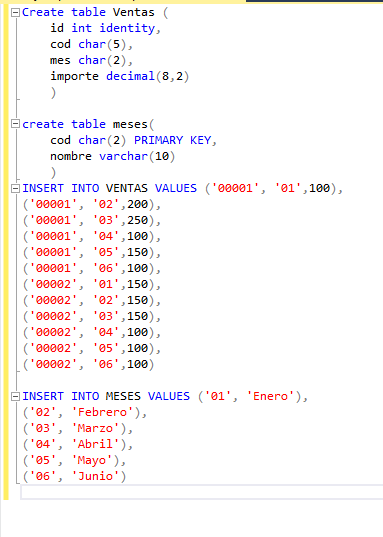 Create table Ventas (
id int identity,
cod char(5),
mes char(2),
importe decimal(8,2)
)
create table meses(
cod char(2) PRIMARY KEY,
nombre varchar(10)
)
INSERT INTO VENTAS VALUES ('00001', '01',100),
('00001', '02',200),
('00001', '03',250),
('00001', '04',100),
('00001', '05',150),
('00001', '06',100),
('00002', '01',150),
('00002', '02',150),
('00002', '03',150),
('00002', '04',100),
('00002', '05',100),
('00002', '06',100)
INSERT INTO MESES VALUES ('01', 'Enero'),
('02', 'Febrero'),
('03', 'Marzo'),
('04', 'Abril'),
('05', 'Mayo'),
('06', 'Junio')